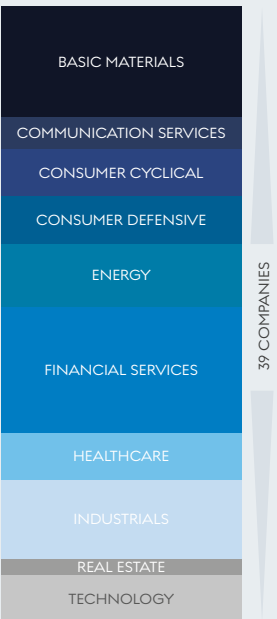 BASIC MATERIALS
COMMUNICATION SERVICES
CONSUMER CYCLICAL
CONSUMER DEFENSIVE
ENERGY
FINANCIAL SERVICES
HEALTHCARE
INDUSTRIALS
REAL ESTATE
TECHNOLOGY
39 COMPANIES